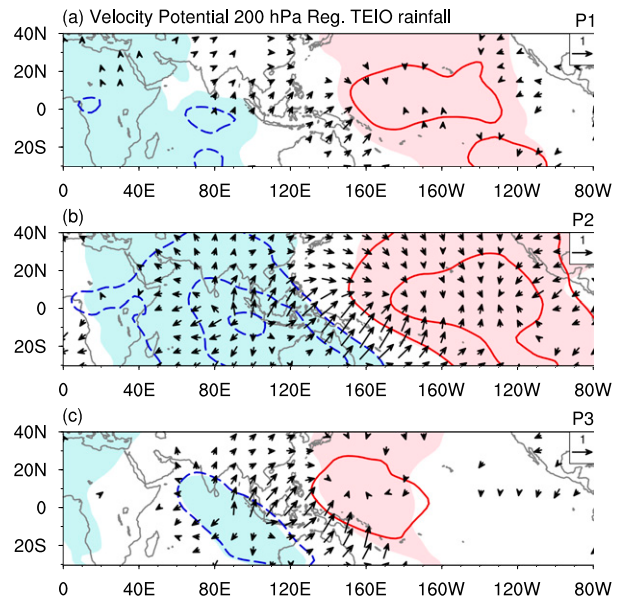 (a) Velocity Potential 200 hPa Reg. TEIO rainfall P1
40N
1
20N
0
20S
0 40E 80E 120E 160E 160W 120W 80W
(b) P2
40N
1
20N
0
20S
0 40E 80E 120E 160E 160W 120W 80W
(c) P3
40N
1
20N
0
20S
0 40E 80E 120E 160E 160W 120W 80W